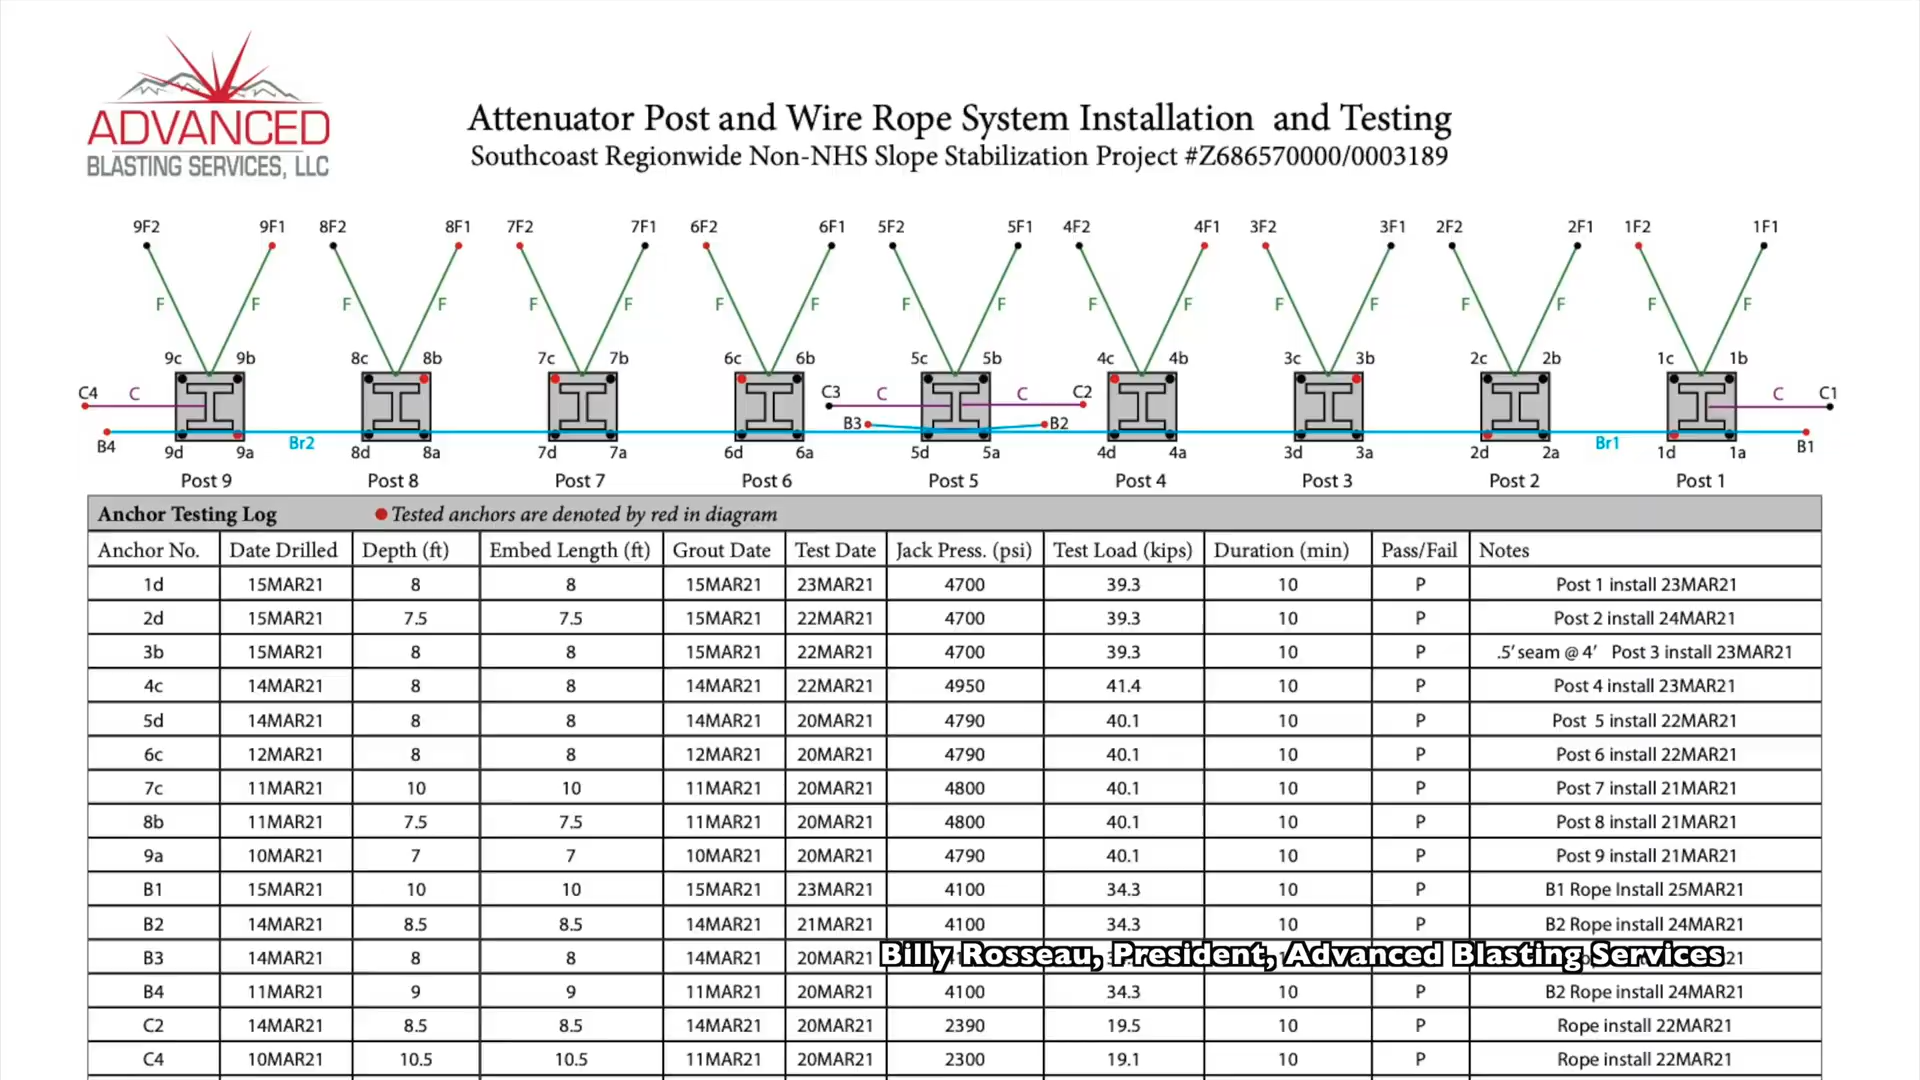 ADVANCED
BLASTING SERVICES, LLC
Attenuator Post and Wire Rope System Installation and Testing
Southcoast Regionwide Non-NHS Slope Stabilization Project #Z686570000/0003189
9F2 9F1 8F2 8F1 7F2 7F1 6F2 6F1 5F2 5F1 4F2 4F1 3F2 3F1 2F2 2F1 1F2 1F1
F F F F F F F F F F F F F F F F F F
9c 9b 8c 8b 7c 7b 6c 6b 5c 5b 4c 4b 3c 3b 2c 2b 1c 1b
C4 C C3 C C C2 C C1
B3 B2
B4 9d 9a Br2 8d 8a 7d 7a 6d 6a 5d 5a 4d 4a 3d 3a 2d 2a Br1 1d 1a B1
Post 9 Post 8 Post 7 Post 6 Post 5 Post 4 Post 3 Post 2 Post 1
Anchor Testing Log Tested anchors are denoted by red in diagram
Anchor No. Date Drilled Depth (ft) Embed Length (ft) Grout Date Test Date Jack Press. (psi) Test Load (kips) Duration (min) Pass/Fail Notes
1d 15MAR21 8 8 15MAR21 23MAR21 4700 39.3 10 P Post 1 install 23MAR21
2d 15MAR21 7.5 7.5 15MAR21 22MAR21 4700 39.3 10 P Post 2 install 24MAR21
3b 15MAR21 8 8 15MAR21 22MAR21 4700 39.3 10 P .5' seam @ 4' Post 3 install 23MAR21
4c 14MAR21 8 8 14MAR21 22MAR21 4950 41.4 10 P Post 4 install 23MAR21
5d 14MAR21 8 8 14MAR21 20MAR21 4790 40.1 10 P Post 5 install 22MAR21
6c 12MAR21 8 8 12MAR21 20MAR21 4790 40.1 10 P Post 6 install 22MAR21
7c 11MAR21 10 10 11MAR21 20MAR21 4800 40.1 10 P Post 7 install 21MAR21
8b 11MAR21 7.5 7.5 11MAR21 20MAR21 4800 40.1 10 P Post 8 install 21MAR21
9a 10MAR21 7 7 10MAR21 20MAR21 4790 40.1 10 P Post 9 install 21MAR21
B1 15MAR21 10 10 15MAR21 23MAR21 4100 34.3 10 P B1 Rope Install 25MAR21
B2 14MAR21 8.5 8.5 14MAR21 21MAR21 4100 34.3 10 P B2 Rope install 24MAR21
B3 14MAR21 8 8 14MAR21 20MAR21
Billy Rosseau, President, Advanced Blasting Services
B4 11MAR21 9 9 11MAR21 20MAR21 4100 34.3 10 P B2 Rope install 24MAR21
C2 14MAR21 8.5 8.5 14MAR21 20MAR21 2390 19.5 10 P Rope install 22MAR21
C4 10MAR21 10.5 10.5 11MAR21 20MAR21 2300 19.1 10 P Rope install 22MAR21